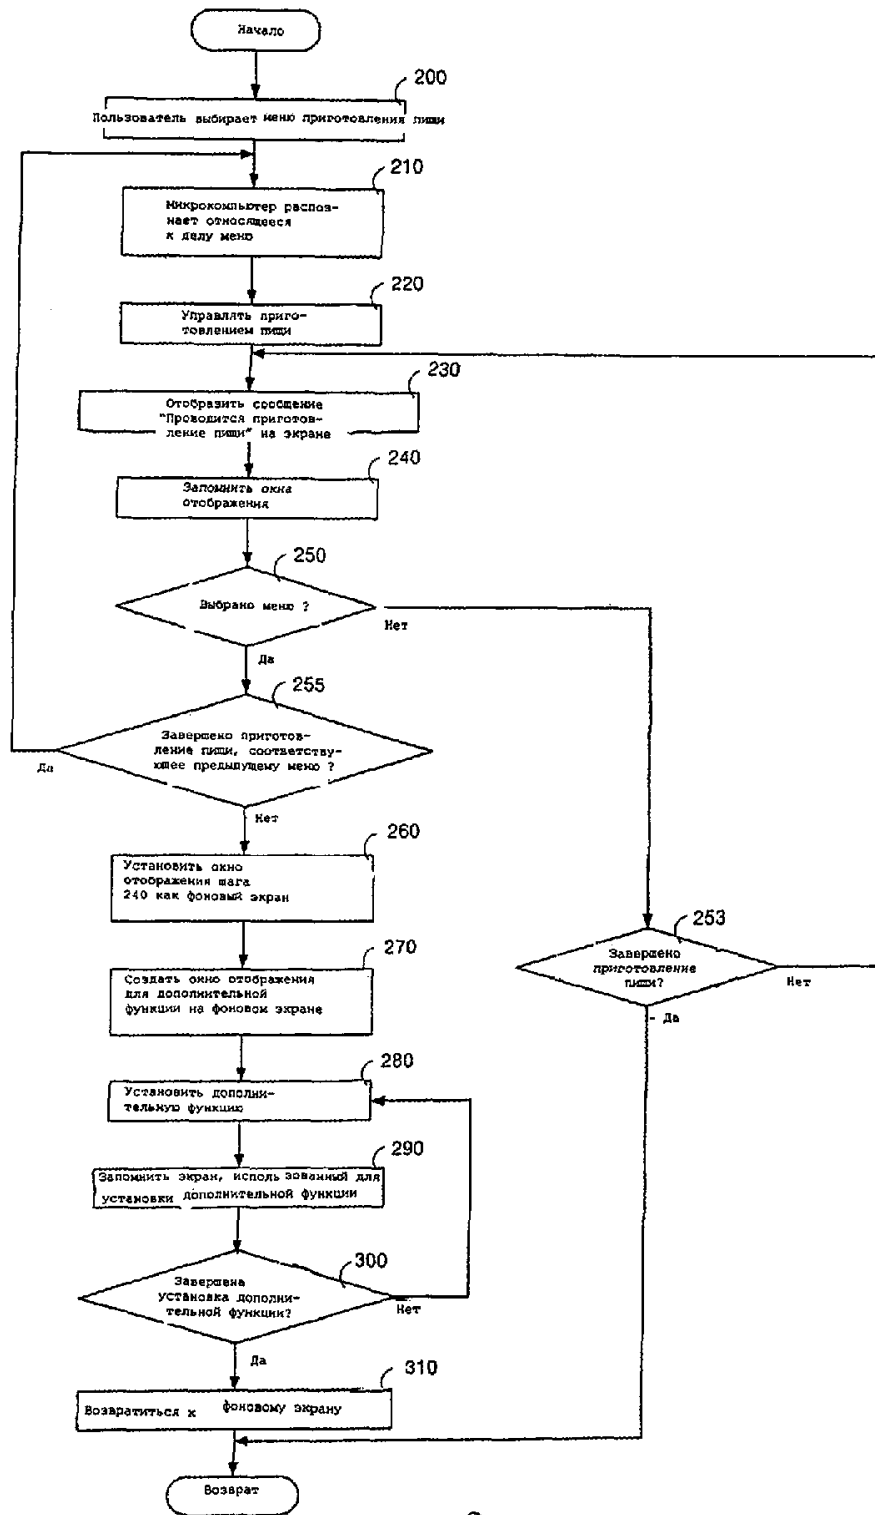 Начало
200
Пользователь выбирает меню приготовления пищи
210
Микрокомпьютер распоз-
нает относящееся
к делу меню
220
Управлять приго-
товлением пищи
230
Отобразить сообщение
"Проводится приготов-
ление пищи" на экране
240
Запомнить окна
отображения
250
Выбрано меню ?
Нет
Да
255
Завершено приготов-
ление пищи, соответству-
ющее предыдущему меню ?
Да
Нет
260
Установить окно
отображения шага
240 как фоновый экран
253
Завершено
приготовление
пищи?
Нет
Да
270
Создать окно отображения
для дополнительной
функции на фоновом экране
280
Установить дополни-
тельную функцию
290
Запомнить экран, использованный для
установки дополнительной функции
300
Завершена
установка дополни-
тельной функции?
Нет
Да
310
Возвратиться к фоновому экрану
Возврат